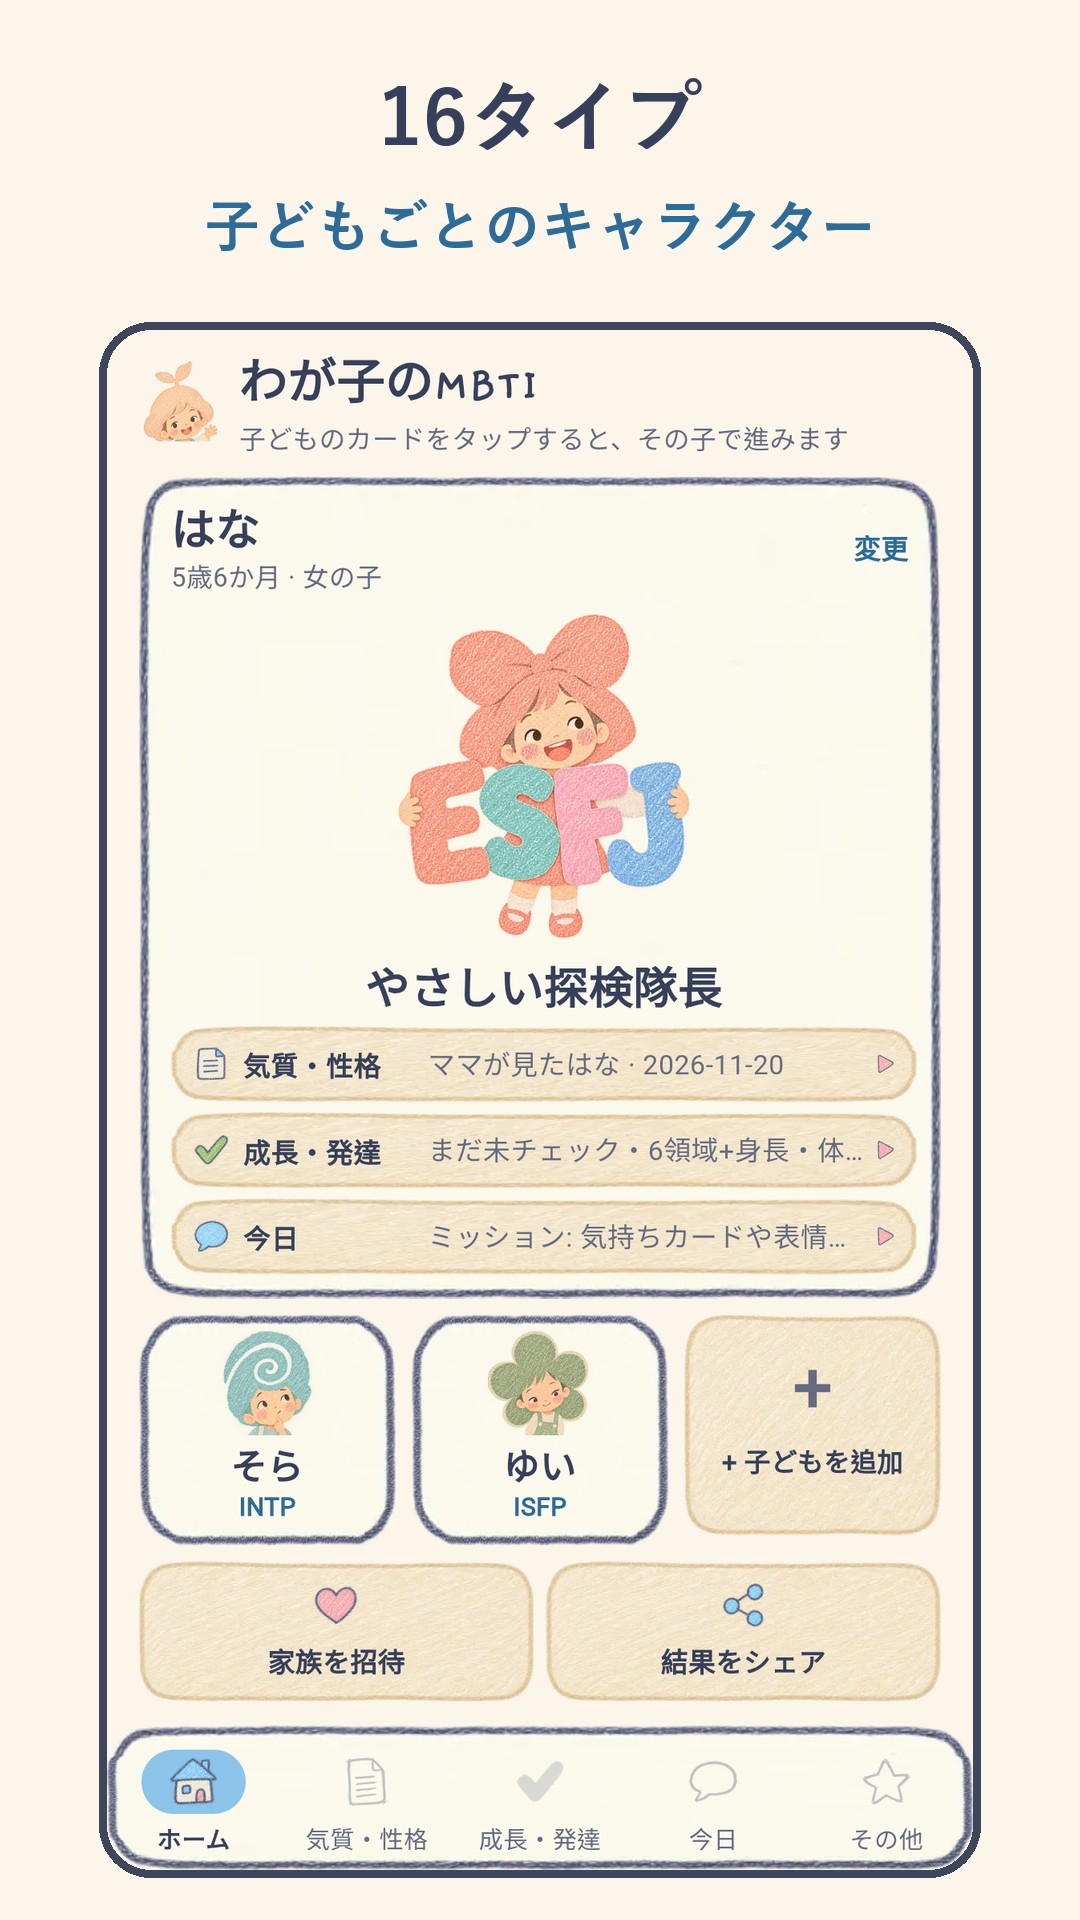 16タイプ
子どもごとのキャラクター
わが子のMBTI
子どものカードをタップすると、その子で進みます
はな
変更
5歳6か月 · 女の子
ESFJ
やさしい探検隊長
気質・性格 ママが見たはな · 2026-11-20
成長・発達 まだ未チェック・6領域+身長・体…
今日 ミッション: 気持ちカードや表情…
そら
INTP
ゆい
ISFP
+
+ 子どもを追加
家族を招待
結果をシェア
ホーム
気質・性格
成長・発達
今日
その他